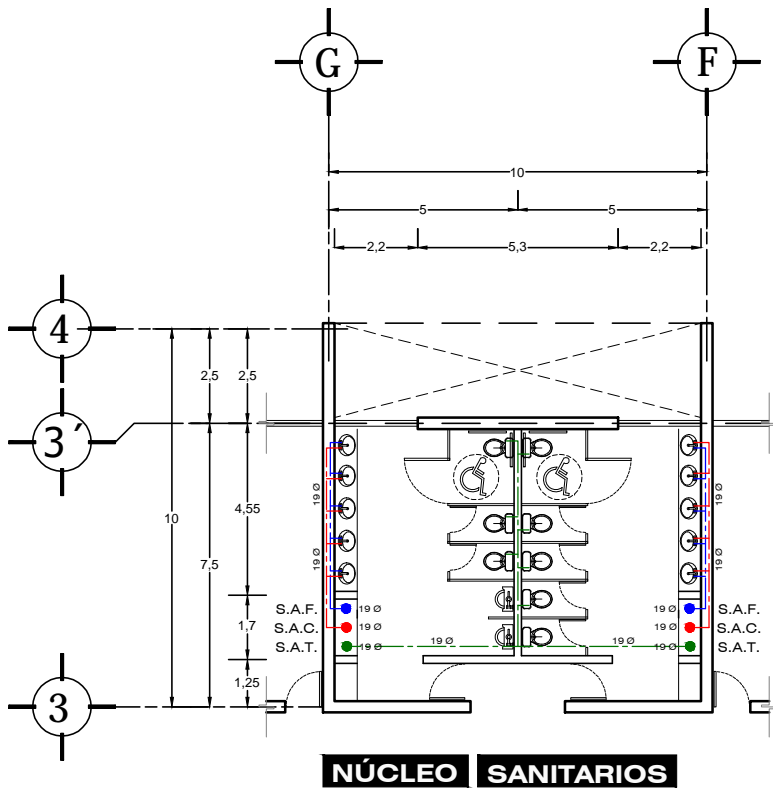 G F
10
5 5
2,2 5,3 2,2
4
2,5 2,5
3´
19 Ø 19 Ø
10 4,55
7,5
19 Ø 19 Ø
S.A.F. 19 Ø 19 Ø S.A.F.
1,7 S.A.C. 19 Ø 19 Ø S.A.C.
S.A.T. 19 Ø 19 Ø 19 Ø 19 Ø S.A.T.
1,25
3
NÚCLEO SANITARIOS